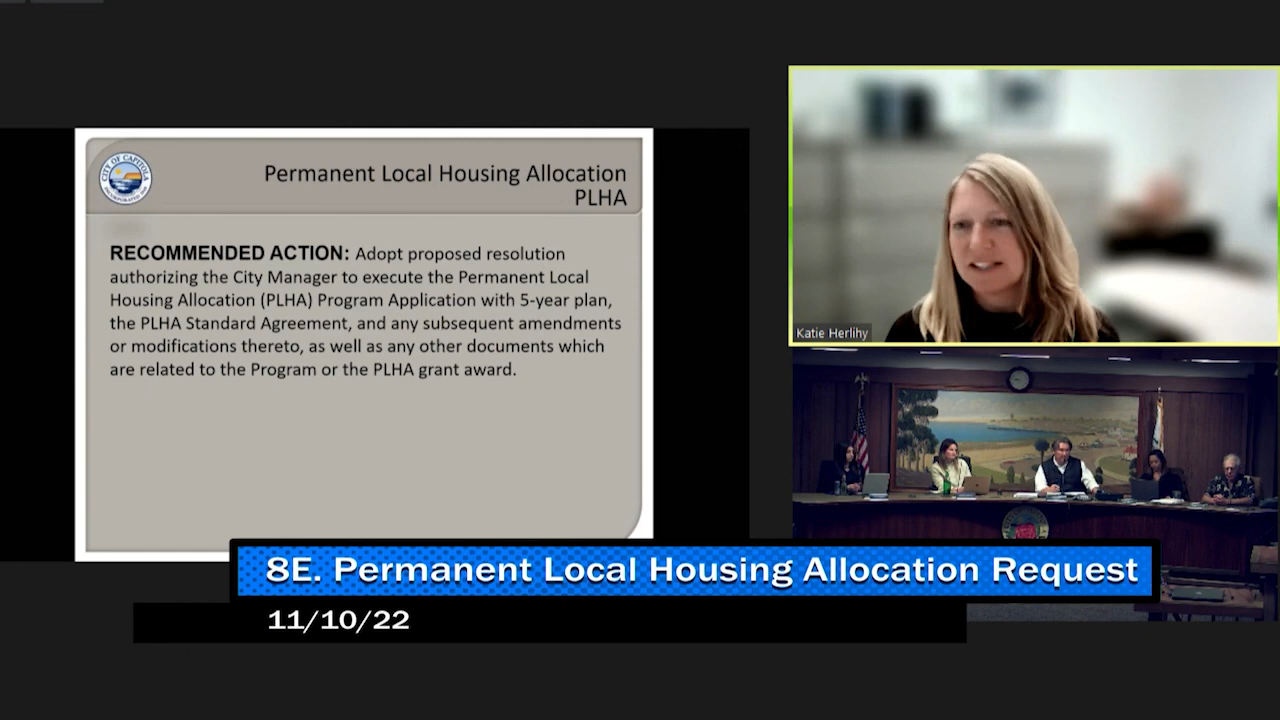 CITY OF CAPITOLA
Permanent Local Housing Allocation
PLHA
RECOMMENDED ACTION: Adopt proposed resolution
authorizing the City Manager to execute the Permanent Local
Housing Allocation (PLHA) Program Application with 5-year plan,
the PLHA Standard Agreement, and any subsequent amendments
or modifications thereto, as well as any other documents which
are related to the Program or the PLHA grant award.
Katie Herlihy
8E. Permanent Local Housing Allocation Request
11/10/22